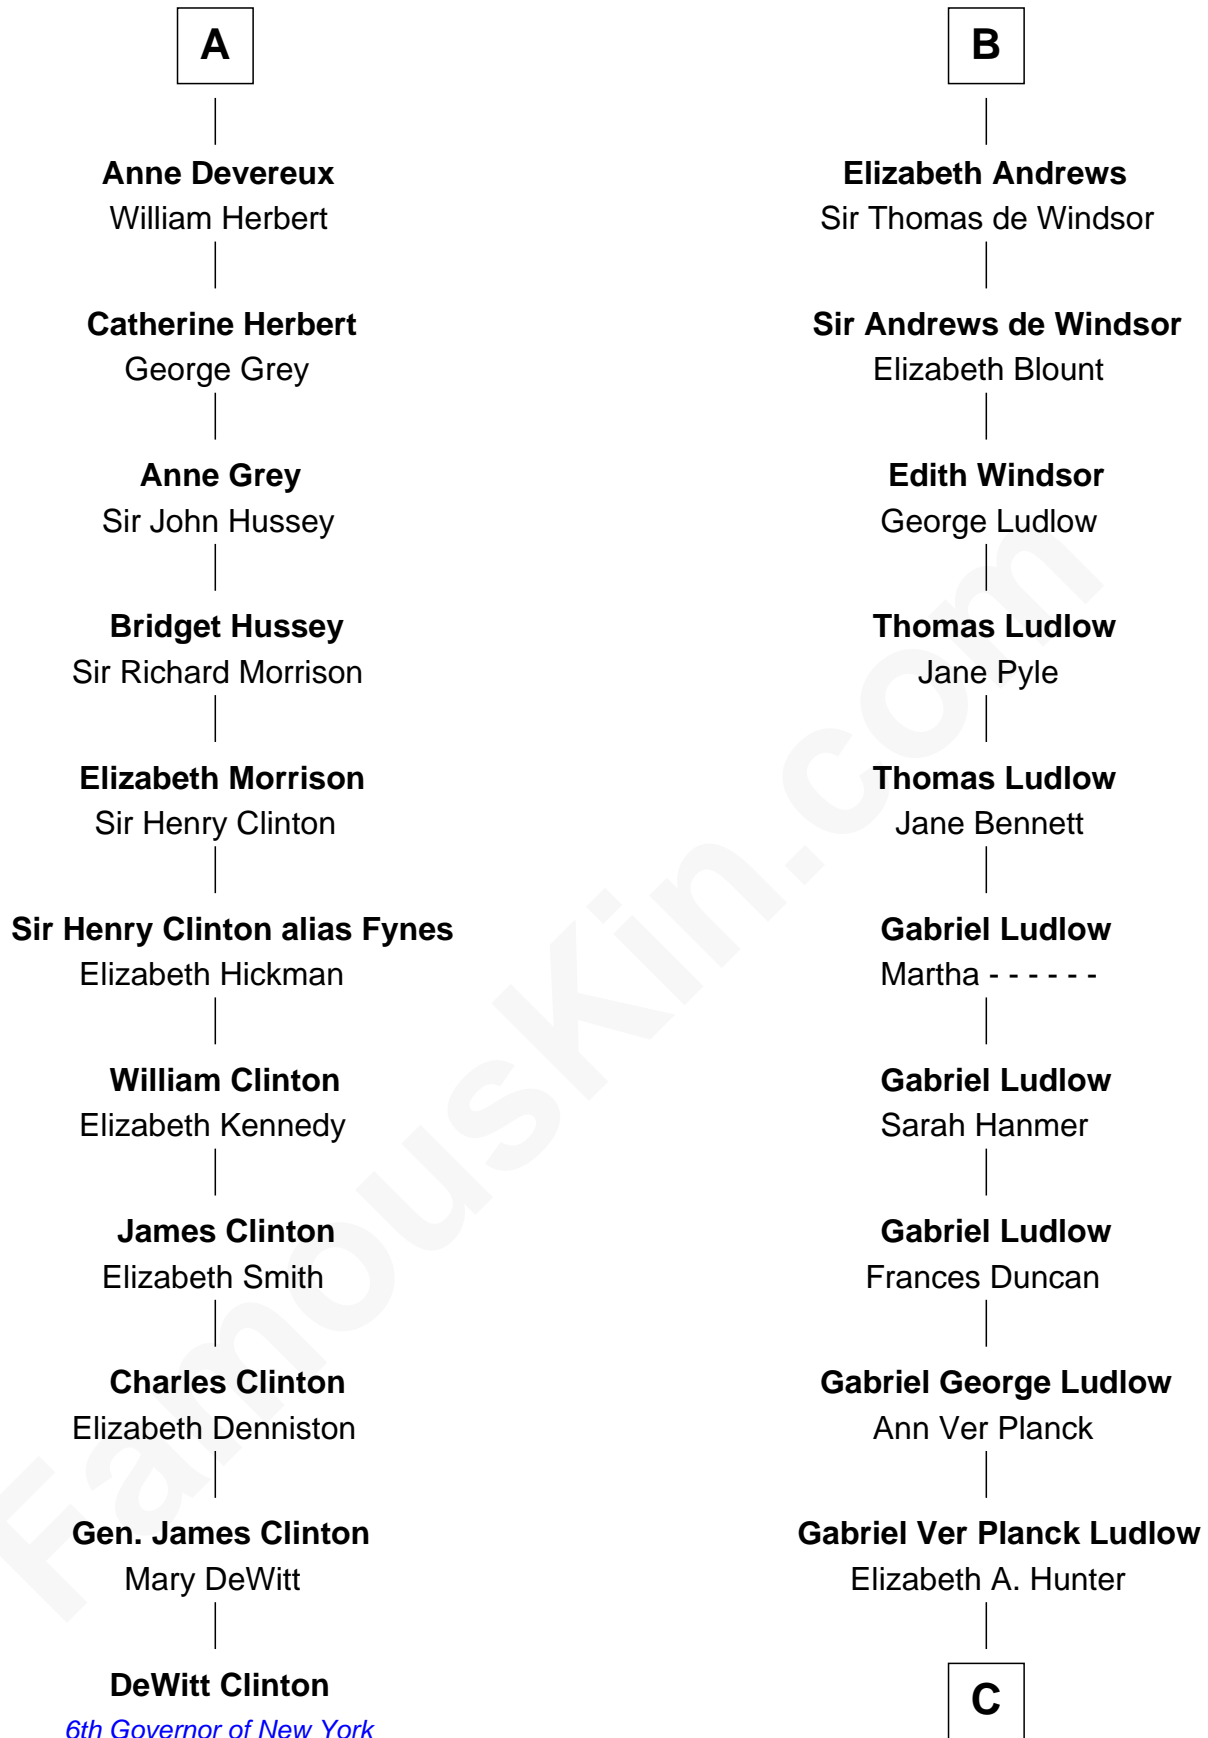 A
Anne Devereux
William Herbert
Catherine Herbert
George Grey
Anne Grey
Sir John Hussey
Bridget Hussey
Sir Richard Morrison
Elizabeth Morrison
Sir Henry Clinton
Sir Henry Clinton alias Fynes
Elizabeth Hickman
William Clinton
Elizabeth Kennedy
James Clinton
Elizabeth Smith
Charles Clinton
Elizabeth Denniston
Gen. James Clinton
Mary DeWitt
DeWitt Clinton
6th Governor of New York
B
Elizabeth Andrews
Sir Thomas de Windsor
Sir Andrews de Windsor
Elizabeth Blount
Edith Windsor
George Ludlow
Thomas Ludlow
Jane Pyle
Thomas Ludlow
Jane Bennett
Gabriel Ludlow
Martha - - - - - -
Gabriel Ludlow
Sarah Hanmer
Gabriel Ludlow
Frances Duncan
Gabriel George Ludlow
Ann Ver Planck
Gabriel Ver Planck Ludlow
Elizabeth A. Hunter
C
FamousKin.com